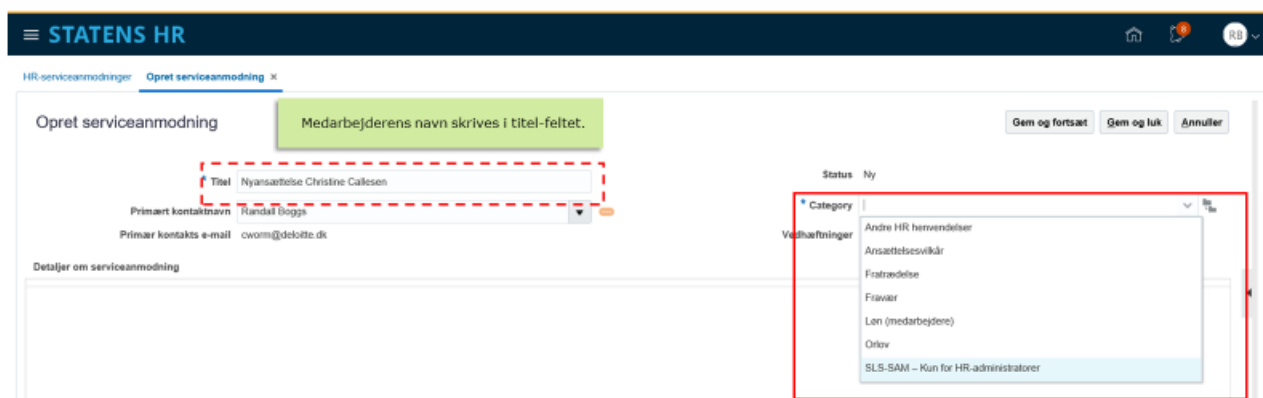 STATENS HR
8
RB
HR-serviceanmodninger Opret serviceanmodning ×
Opret serviceanmodning
Medarbejderens navn skrives i titel-feltet.
Gem og fortsæt Gem og luk Annuller
* Titel Nyansættelse Christine Callesen
Status Ny
Primært kontaktnavn Randall Boggs
* Category
Primær kontakts e-mail cworm@deloitte.dk
Vedhæftninger
Andre HR henvendelser
Ansættelsesvilkår
Fratrædelse
Fravær
Løn (medarbejdere)
Orlov
SLS-SAM – Kun for HR-administratorer
Detaljer om serviceanmodning